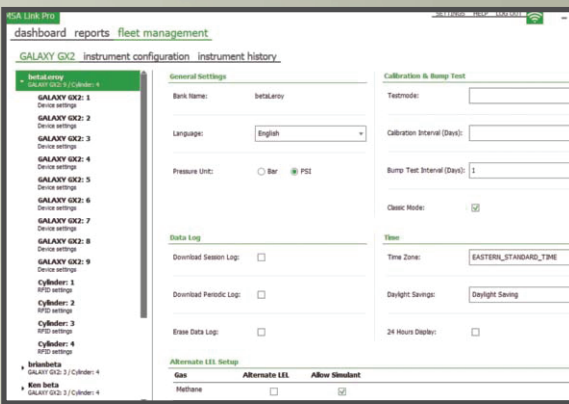 MSA Link Pro
SETTINGS HELP LOG OUT
dashboard reports fleet management
GALAXY GX2 instrument configuration instrument history
betaLeroy
GALAXY GX2: 9 / Cylinder: 4
GALAXY GX2: 1
Device settings
GALAXY GX2: 2
Device settings
GALAXY GX2: 3
Device settings
GALAXY GX2: 4
Device settings
GALAXY GX2: 5
Device settings
GALAXY GX2: 6
Device settings
GALAXY GX2: 7
Device settings
GALAXY GX2: 8
Device settings
GALAXY GX2: 9
Device settings
Cylinder: 1
RFID settings
Cylinder: 2
RFID settings
Cylinder: 3
RFID settings
Cylinder: 4
RFID settings
brianbeta
GALAXY GX2: 2 / Cylinder: 4
Ken beta
GALAXY GX2: 3 / Cylinder: 4
General Settings
Bank Name: betaLeroy
Language: English
Pressure Unit: Bar PSI
Calibration & Bump Test
Testmode:
Calibration Interval (Days):
Bump Test Interval (Days): 1
Classic Mode:
Data Log
Download Session Log:
Download Periodic Log:
Erase Data Log:
Time
Time Zone: EASTERN_STANDARD_TIME
Daylight Savings: Daylight Saving
24 Hours Display:
Alternate LEL Setup
Gas Alternate LEL Allow Simulant
Methane